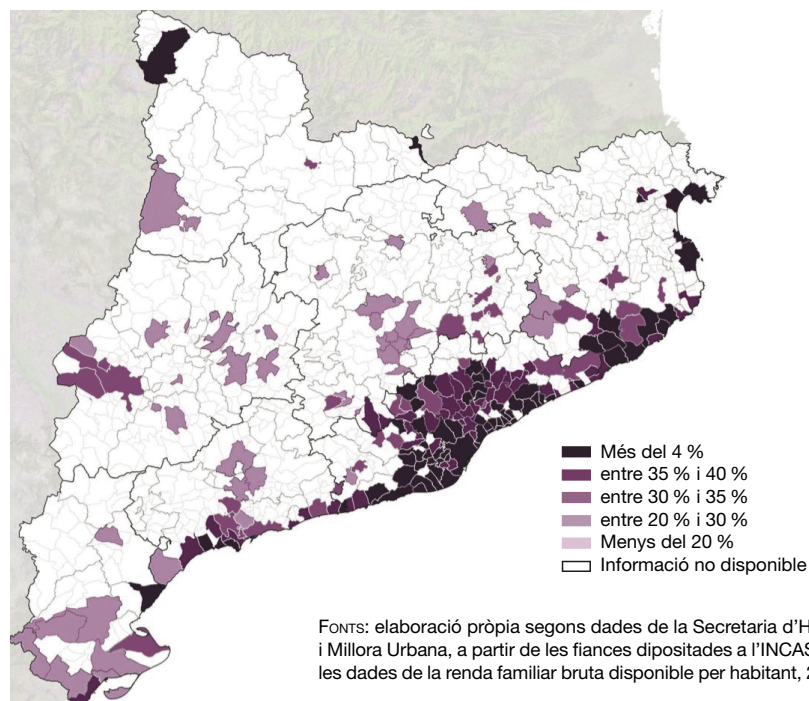 Més del 4 %
entre 35 % i 40 %
entre 30 % i 35 %
entre 20 % i 30 %
Menys del 20 %
Informació no disponible
FONTS: elaboració pròpia segons dades de la Secretaria d'H
i Millora Urbana, a partir de les fiances dipositades a l'INCAS
les dades de la renda familiar bruta disponible per habitant, 2